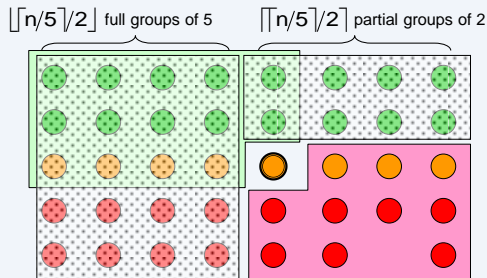 ⌊⌈n/5⌉/2⌋ full groups of 5
⌈⌈n/5⌉/2⌉ partial groups of 2